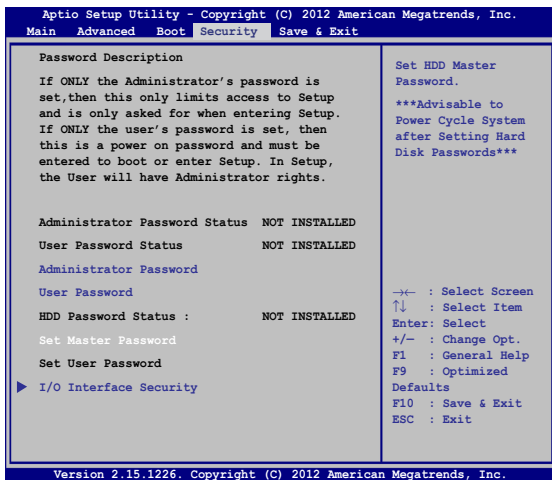 Aptio Setup Utility - Copyright (C) 2012 American Megatrends, Inc.
Main Advanced Boot Security Save & Exit
Password Description
If ONLY the Administrator's password is
set,then this only limits access to Setup
and is only asked for when entering Setup.
If ONLY the user's password is set, then
this is a power on password and must be
entered to boot or enter Setup. In Setup,
the User will have Administrator rights.
Administrator Password Status NOT INSTALLED
User Password Status NOT INSTALLED
Administrator Password
User Password
HDD Password Status : NOT INSTALLED
Set Master Password
Set User Password
I/O Interface Security
Set HDD Master
Password.
***Advisable to
Power Cycle System
after Setting Hard
Disk Passwords***
→← : Select Screen
↑↓ : Select Item
Enter: Select
+/— : Change Opt.
F1 : General Help
F9 : Optimized
Defaults
F10 : Save & Exit
ESC : Exit
Version 2.15.1226. Copyright (C) 2012 American Megatrends, Inc.